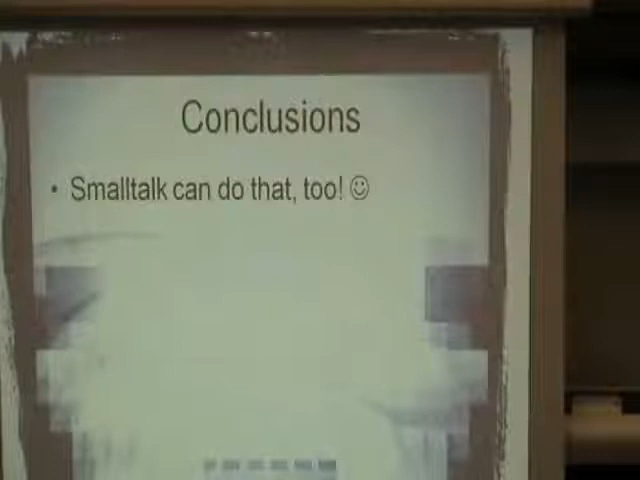 Conclusions
• Smalltalk can do that, too! ☺